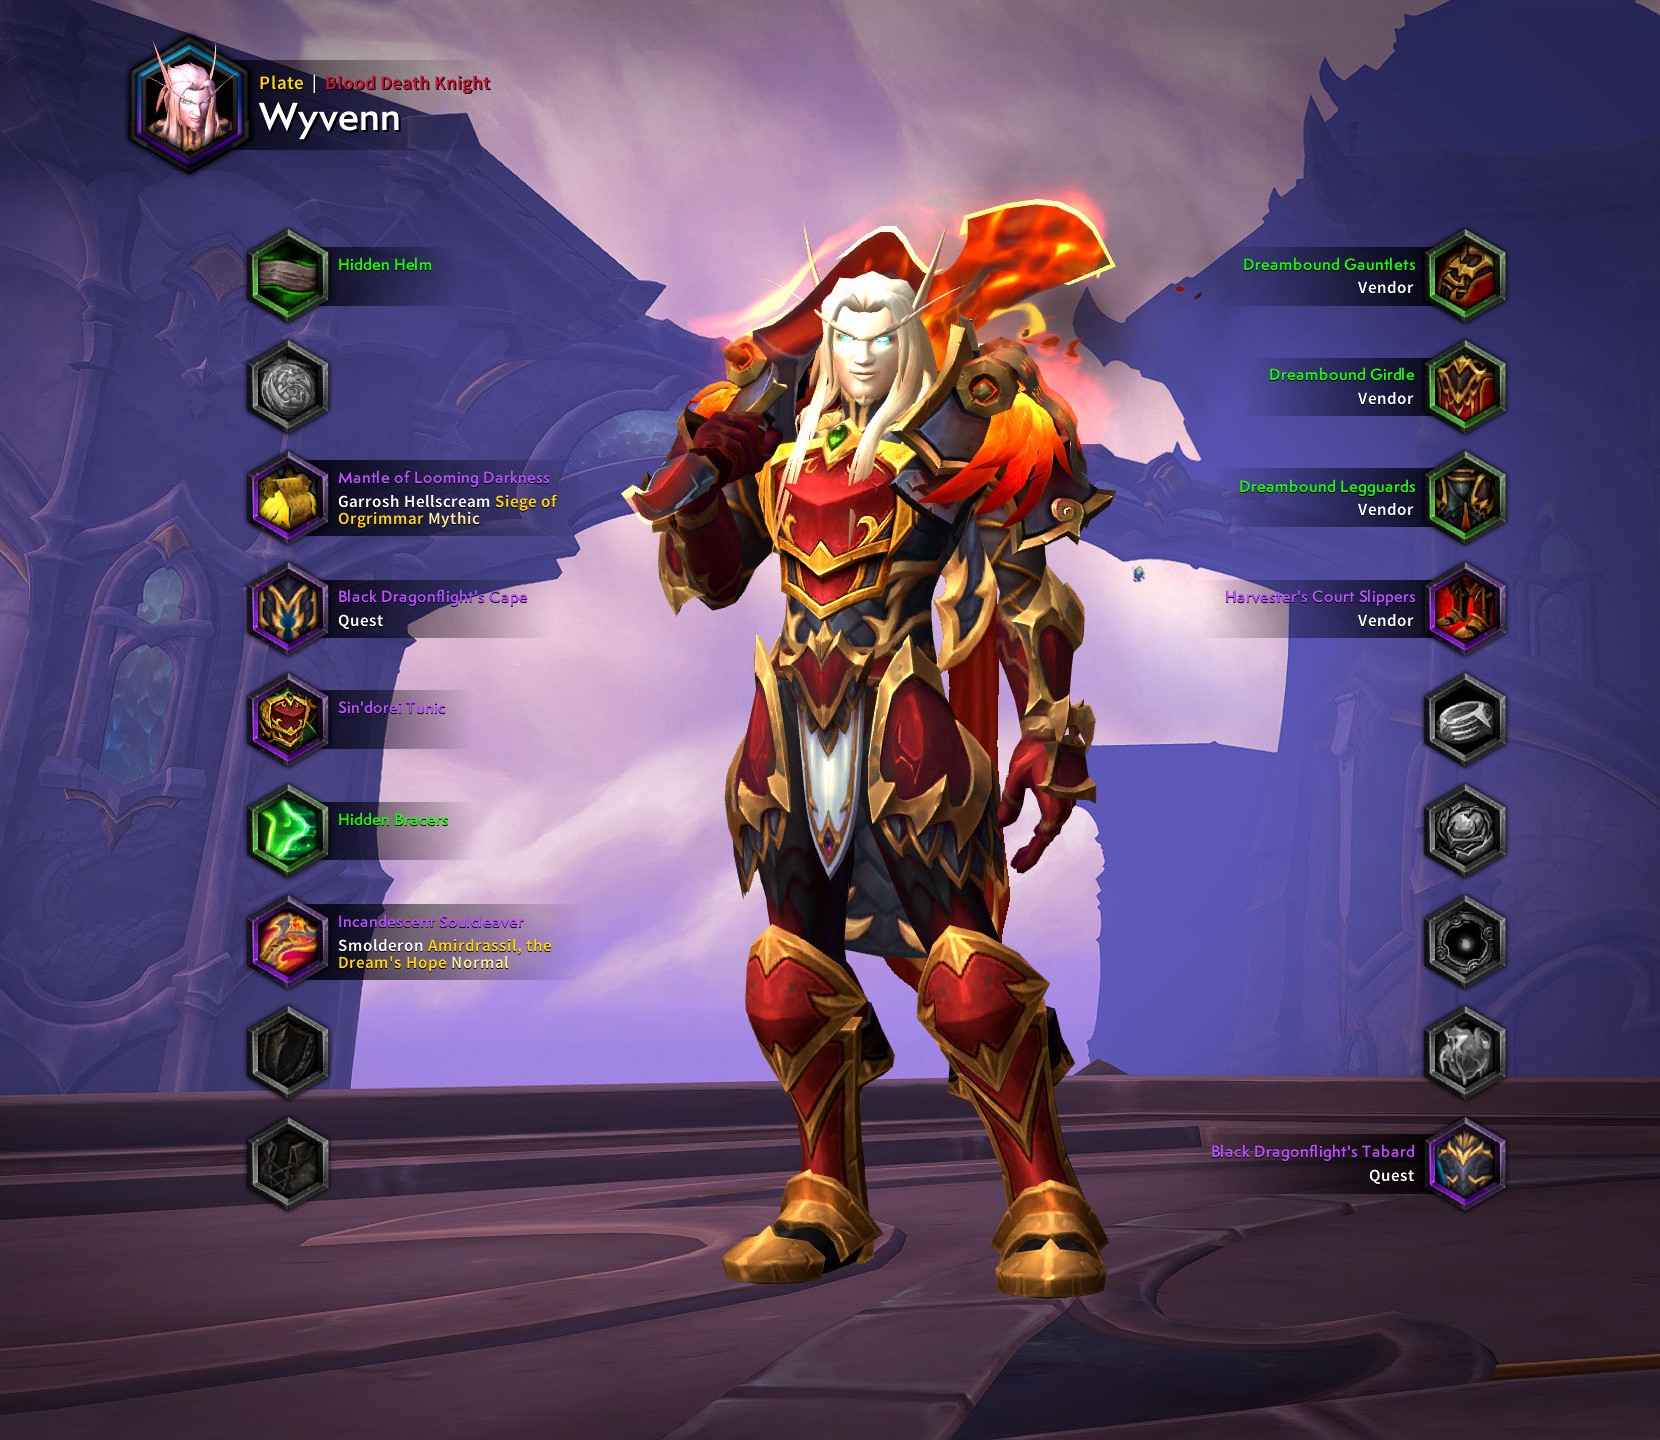 Plate | Blood Death Knight
Wyvenn
Hidden Helm
Mantle of Looming Darkness
Garrosh Hellscream Siege of
Orgrimmar Mythic
Black Dragonflight's Cape
Quest
Sin'dorei Tunic
Hidden Bracers
Incandescent Soulcleaver
Smolderon Amirdrassil, the
Dream's Hope Normal
Dreambound Gauntlets
Vendor
Dreambound Girdle
Vendor
Dreambound Legguards
Vendor
Harvester's Court Slippers
Vendor
Black Dragonflight's Tabard
Quest